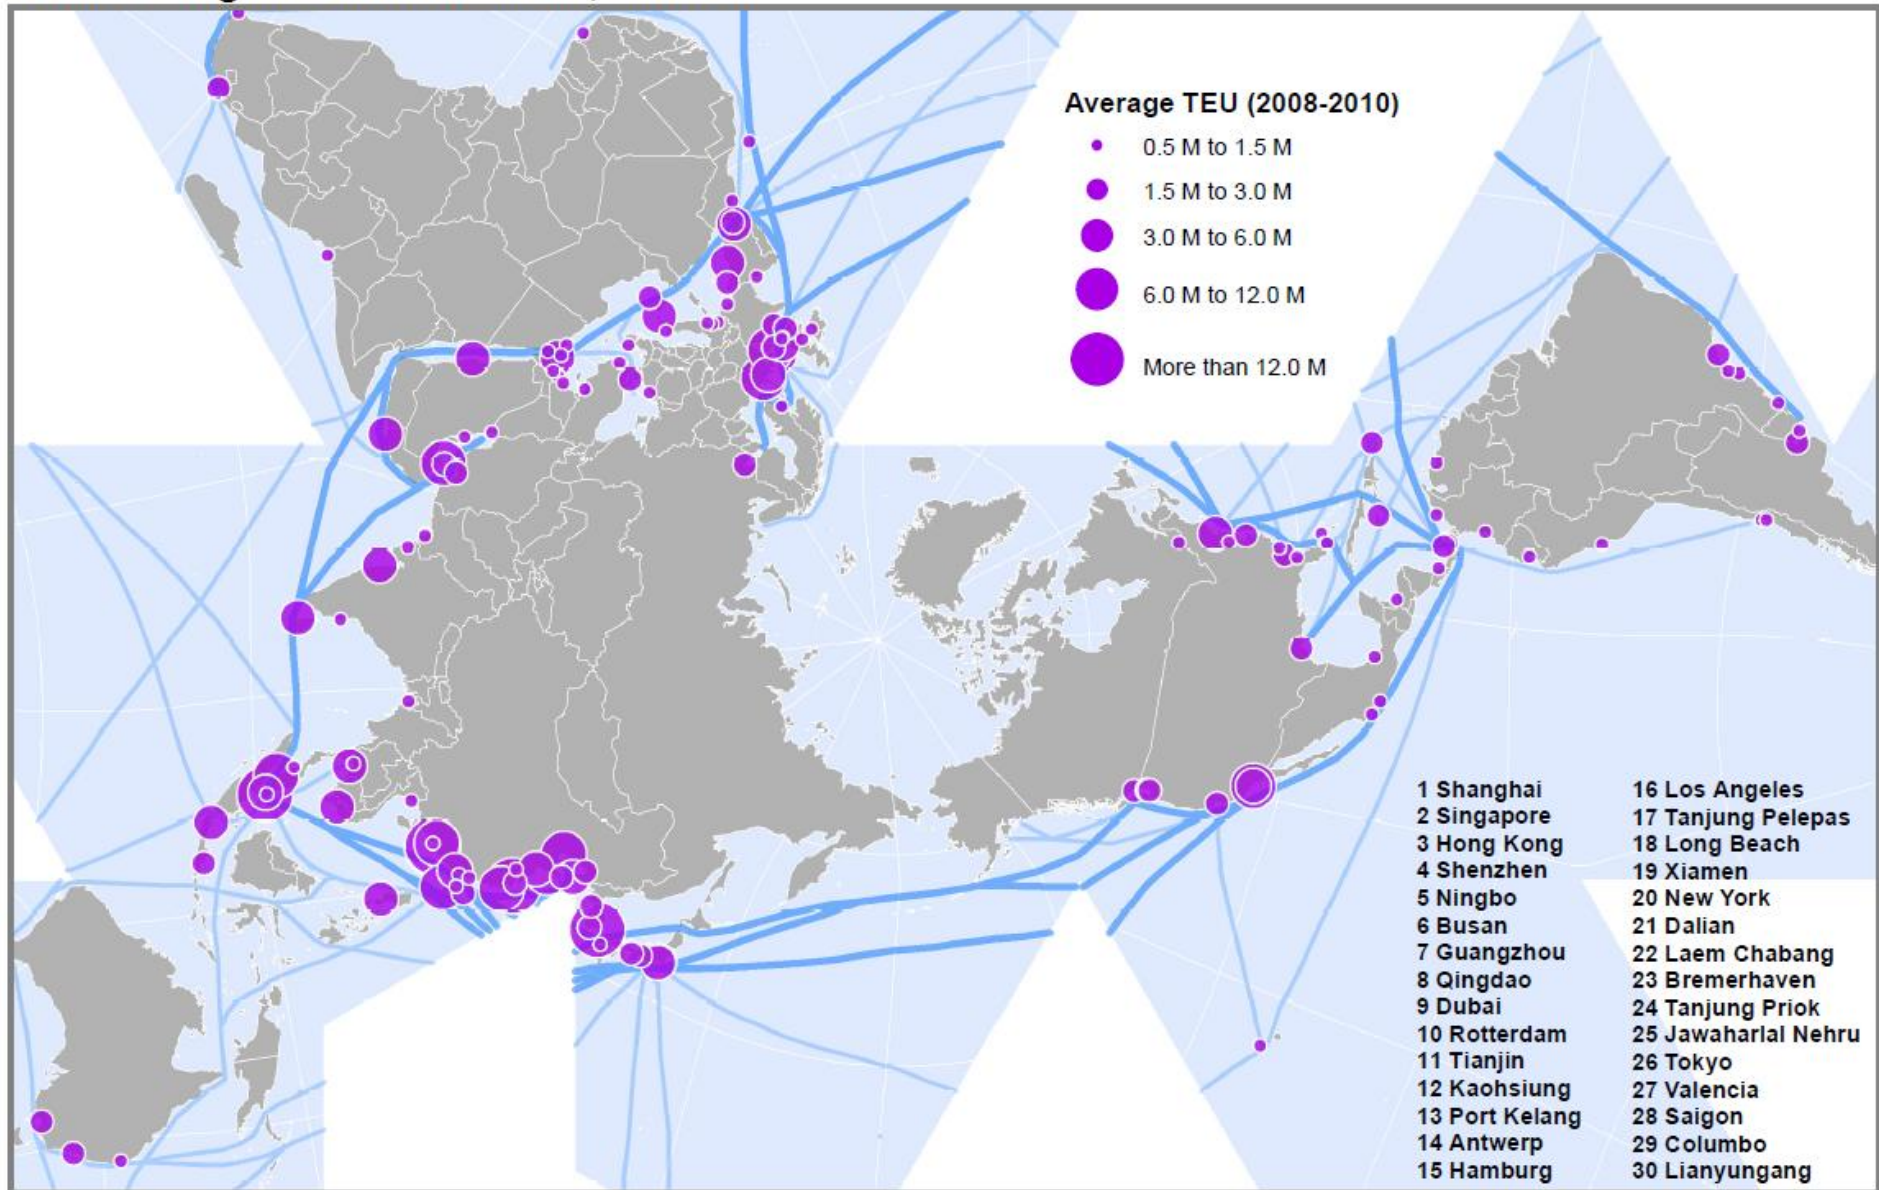 Average TEU (2008-2010)
0.5 M to 1.5 M
1.5 M to 3.0 M
3.0 M to 6.0 M
6.0 M to 12.0 M
More than 12.0 M
1 Shanghai
2 Singapore
3 Hong Kong
4 Shenzhen
5 Ningbo
6 Busan
7 Guangzhou
8 Qingdao
9 Dubai
10 Rotterdam
11 Tianjin
12 Kaohsiung
13 Port Kelang
14 Antwerp
15 Hamburg
16 Los Angeles
17 Tanjung Pelepas
18 Long Beach
19 Xiamen
20 New York
21 Dalian
22 Laem Chabang
23 Bremerhaven
24 Tanjung Priok
25 Jawaharlal Nehru
26 Tokyo
27 Valencia
28 Saigon
29 Columbo
30 Lianyungang